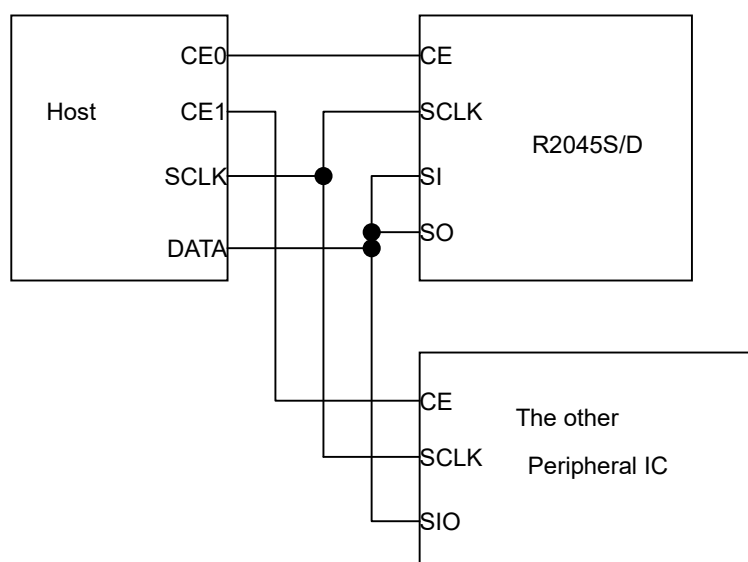 CE0
CE
Host
CE1
SCLK
R2045S/D
SCLK
SI
DATA
SO
CE
The other
SCLK
Peripheral IC
SIO